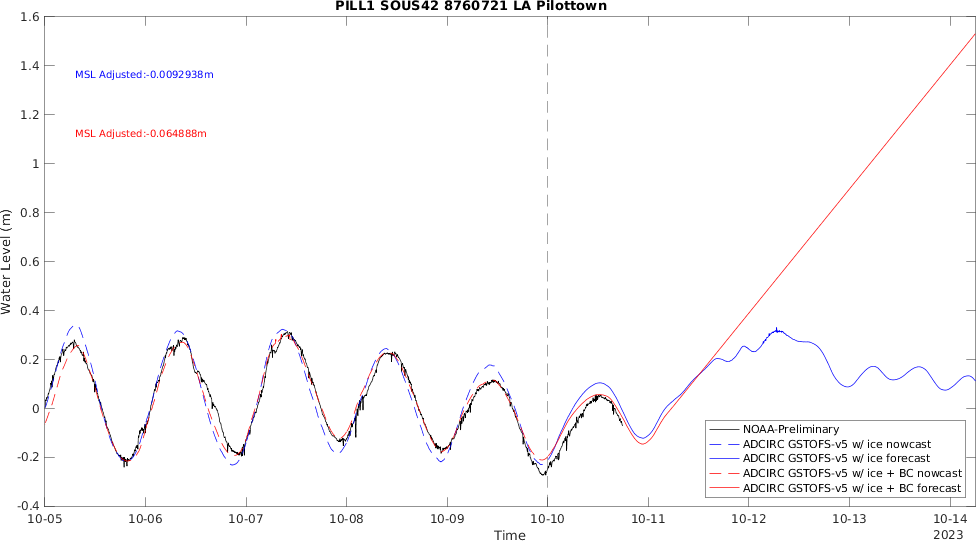 PILL1 SOUS42 8760721 LA Pilottown
1.6
1.4
1.2
1
0.8
0.6
0.4
0.2
0
-0.2
-0.4
Water Level (m)
MSL Adjusted:-0.0092938m
MSL Adjusted:-0.064888m
NOAA-Preliminary
ADCIRC GSTOFS-v5 w/ ice nowcast
ADCIRC GSTOFS-v5 w/ ice forecast
ADCIRC GSTOFS-v5 w/ ice + BC nowcast
ADCIRC GSTOFS-v5 w/ ice + BC forecast
10-05 10-06 10-07 10-08 10-09 10-10 10-11 10-12 10-13 10-14
Time
2023